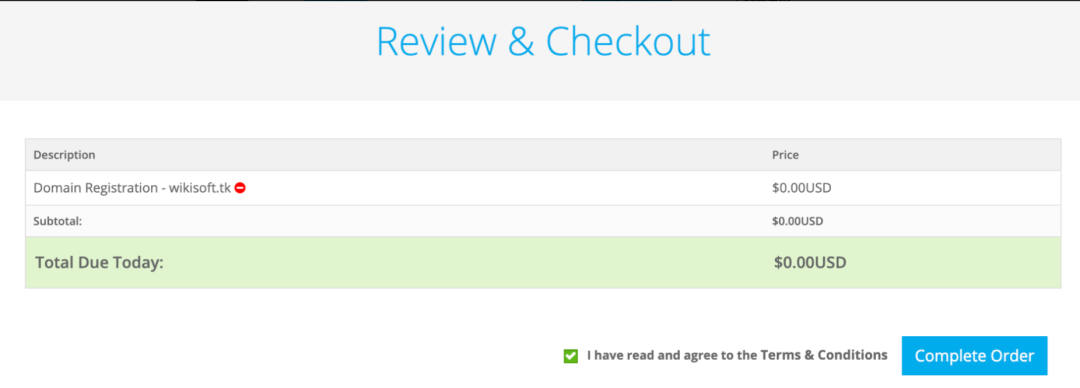 Review & Checkout
Description Price
Domain Registration - wikisoft.tk $0.00USD
Subtotal: $0.00USD
Total Due Today: $0.00USD
I have read and agree to the Terms & Conditions Complete Order